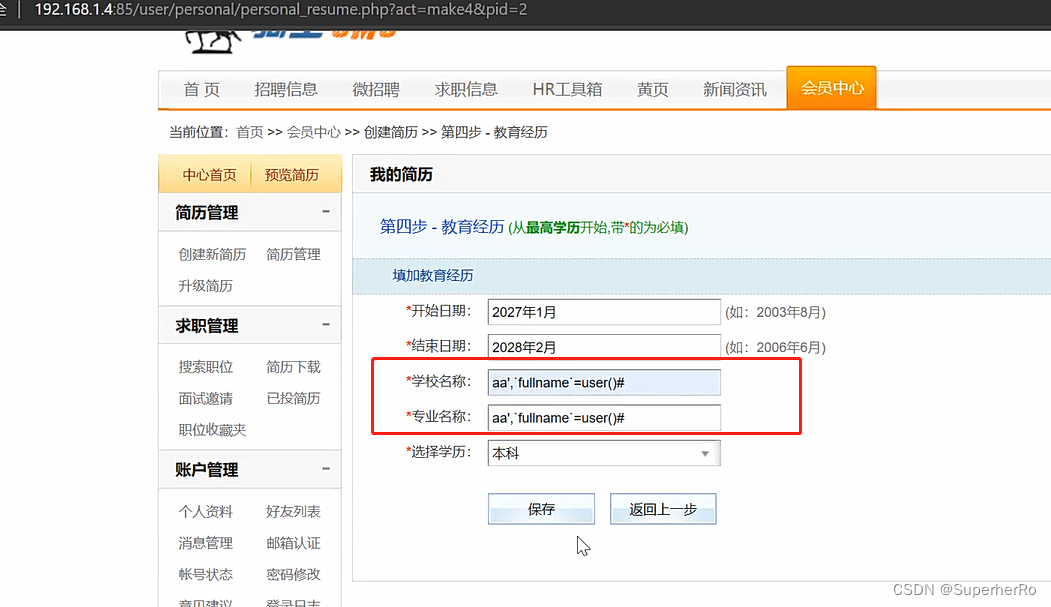 全 | 192.168.1.4:85/user/personal/personal_resume.php?act=make4&pid=2
首 页 招聘信息 微招聘 求职信息 HR工具箱 黄页 新闻资讯 会员中心
当前位置：首页 >> 会员中心 >> 创建简历 >> 第四步 - 教育经历
中心首页 预览简历
简历管理 −
创建新简历 简历管理
升级简历
求职管理 −
搜索职位 简历下载
面试邀请 已投简历
职位收藏夹
账户管理 −
个人资料 好友列表
消息管理 邮箱认证
帐号状态 密码修改
意见建议 登录日志
我的简历
第四步 - 教育经历 (从最高学历开始,带*的为必填)
填加教育经历
*开始日期： 2027年1月 (如：2003年8月)
*结束日期： 2028年2月 (如：2006年6月)
*学校名称： aa',`fullname`=user()#
*专业名称： aa',`fullname`=user()#
*选择学历： 本科
保存 返回上一步
CSDN @SuperherRo